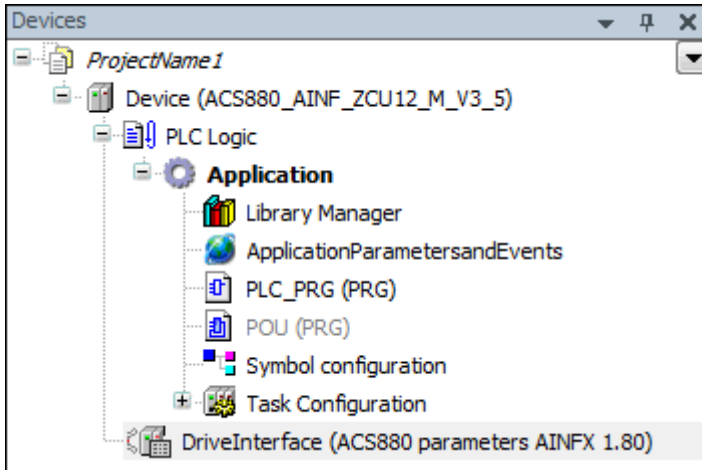 Devices
ProjectName1
Device (ACS880_AINF_ZCU12_M_V3_5)
PLC Logic
Application
Library Manager
ApplicationParametersandEvents
PLC_PRG (PRG)
POU (PRG)
Symbol configuration
Task Configuration
DriveInterface (ACS880 parameters AINFX 1.80)